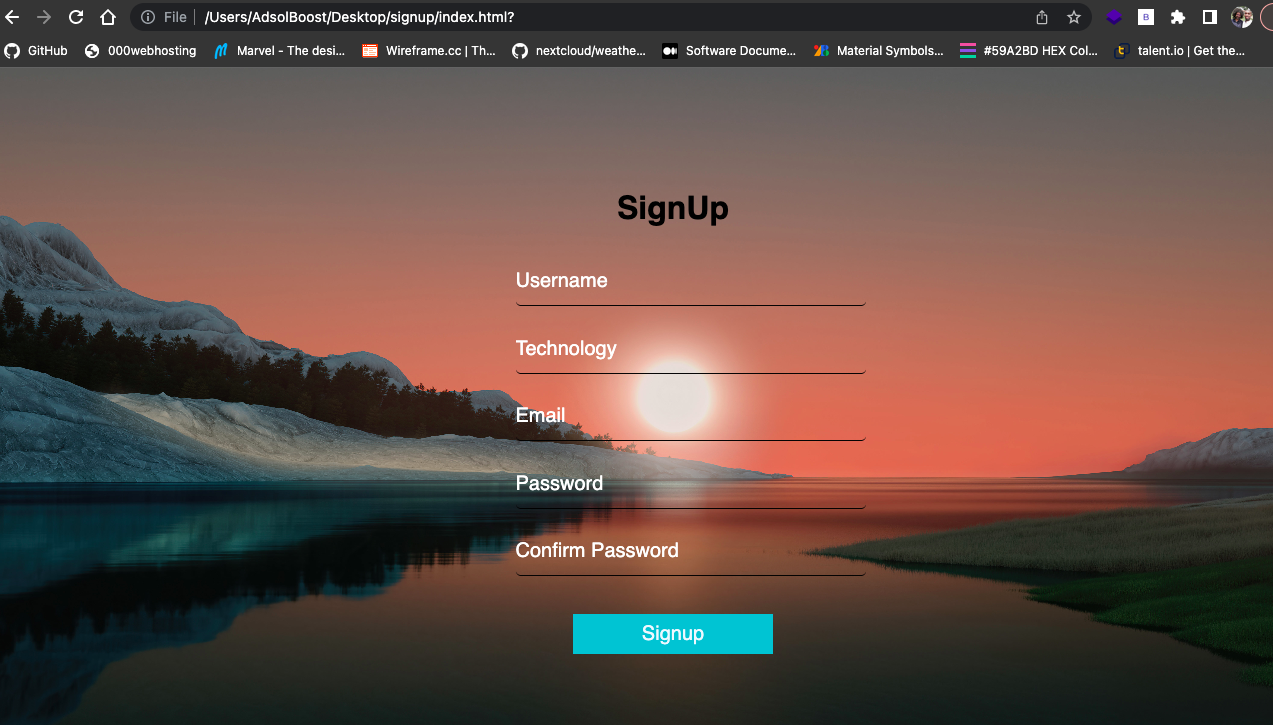 File /Users/AdsolBoost/Desktop/signup/index.html?
GitHub 000webhosting Marvel - The desi... Wireframe.cc | Th... nextcloud/weathe... Software Docume... Material Symbols... #59A2BD HEX Col... talent.io | Get the...
SignUp
Username
Technology
Email
Password
Confirm Password
Signup